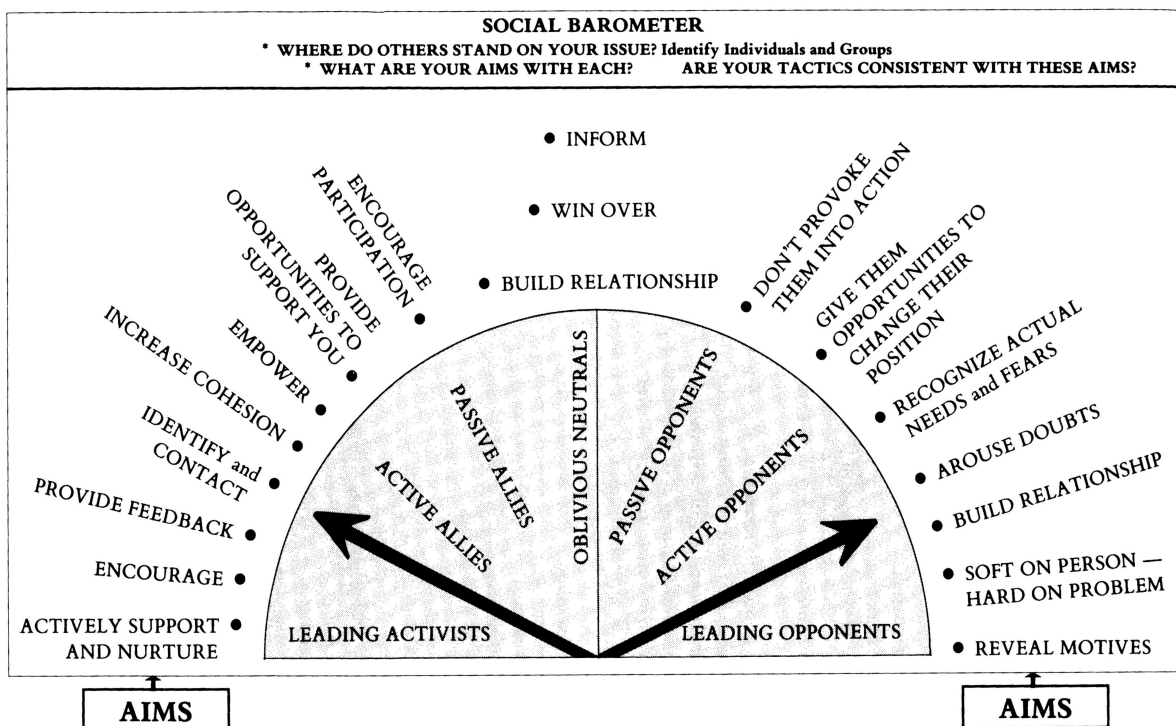 SOCIAL BAROMETER
* WHERE DO OTHERS STAND ON YOUR ISSUE? Identify Individuals and Groups
* WHAT ARE YOUR AIMS WITH EACH? ARE YOUR TACTICS CONSISTENT WITH THESE AIMS?
• INFORM
• WIN OVER
• BUILD RELATIONSHIP
ENCOURAGE
PARTICIPATION •
PROVIDE
OPPORTUNITIES TO
SUPPORT YOU •
EMPOWER •
INCREASE COHESION •
IDENTIFY and
CONTACT •
PROVIDE FEEDBACK •
ENCOURAGE •
ACTIVELY SUPPORT •
AND NURTURE
• DON'T PROVOKE
THEM INTO ACTION
GIVE THEM
• OPPORTUNITIES TO
CHANGE THEIR
POSITION
• RECOGNIZE ACTUAL
NEEDS and FEARS
• AROUSE DOUBTS
• BUILD RELATIONSHIP
• SOFT ON PERSON —
HARD ON PROBLEM
• REVEAL MOTIVES
LEADING ACTIVISTS
ACTIVE ALLIES
PASSIVE ALLIES
OBLIVIOUS NEUTRALS
PASSIVE OPPONENTS
ACTIVE OPPONENTS
LEADING OPPONENTS
AIMS
AIMS